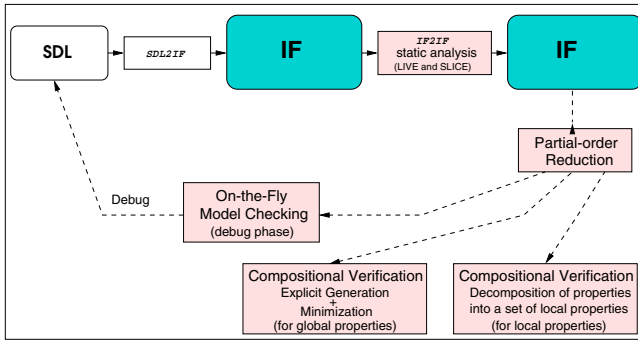 SDL
SDL2IF
IF
IF2IF
static analysis
(LIVE and SLICE)
IF
Partial-order
Reduction
Debug
On-the-Fly
Model Checking
(debug phase)
Compositional Verification
Explicit Generation
+
Minimization
(for global properties)
Compositional Verification
Decomposition of properties
into a set of local properties
(for local properties)